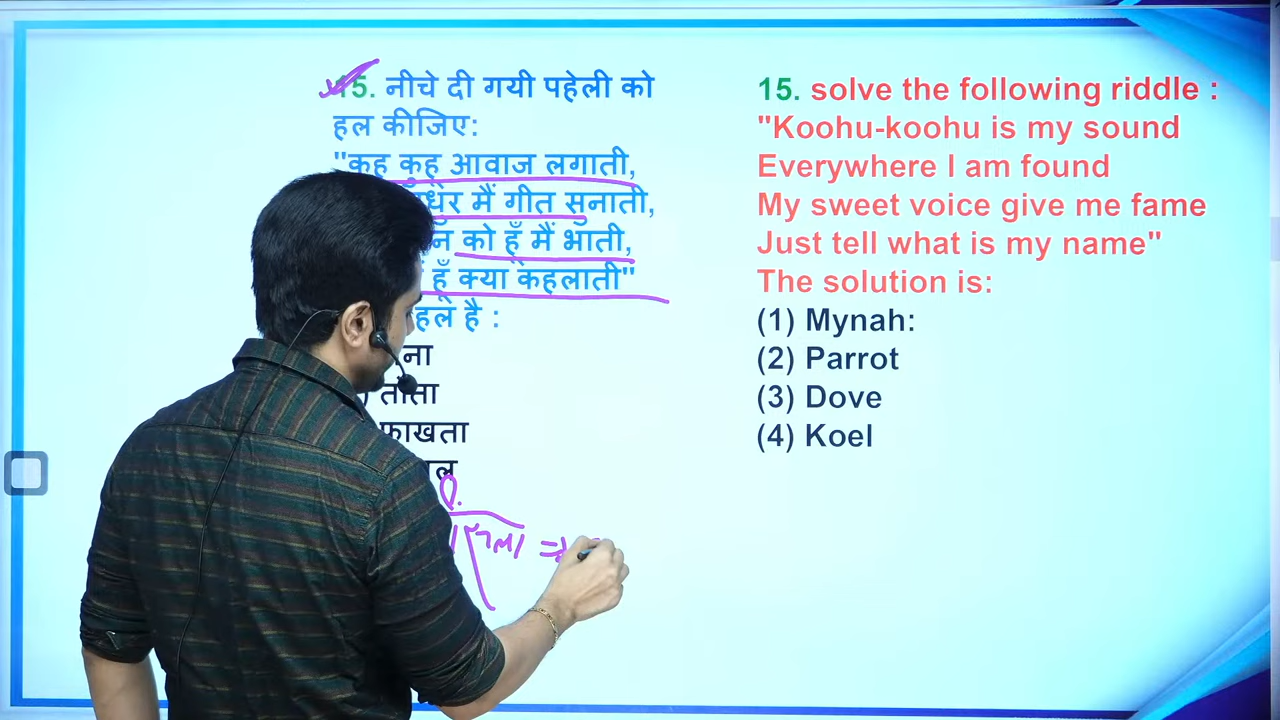 15. नीचे दी गयी पहेली को
हल कीजिए:
"कहू कुहू आवाज लगाती,
मैं गीत सुनाती,
को हूँ मैं भाती,
हूँ क्या कहलाती"
हल है :
तोता
फाखता
15. solve the following riddle :
"Koohu-koohu is my sound
Everywhere I am found
My sweet voice give me fame
Just tell what is my name"
The solution is:
(1) Mynah:
(2) Parrot
(3) Dove
(4) Koel